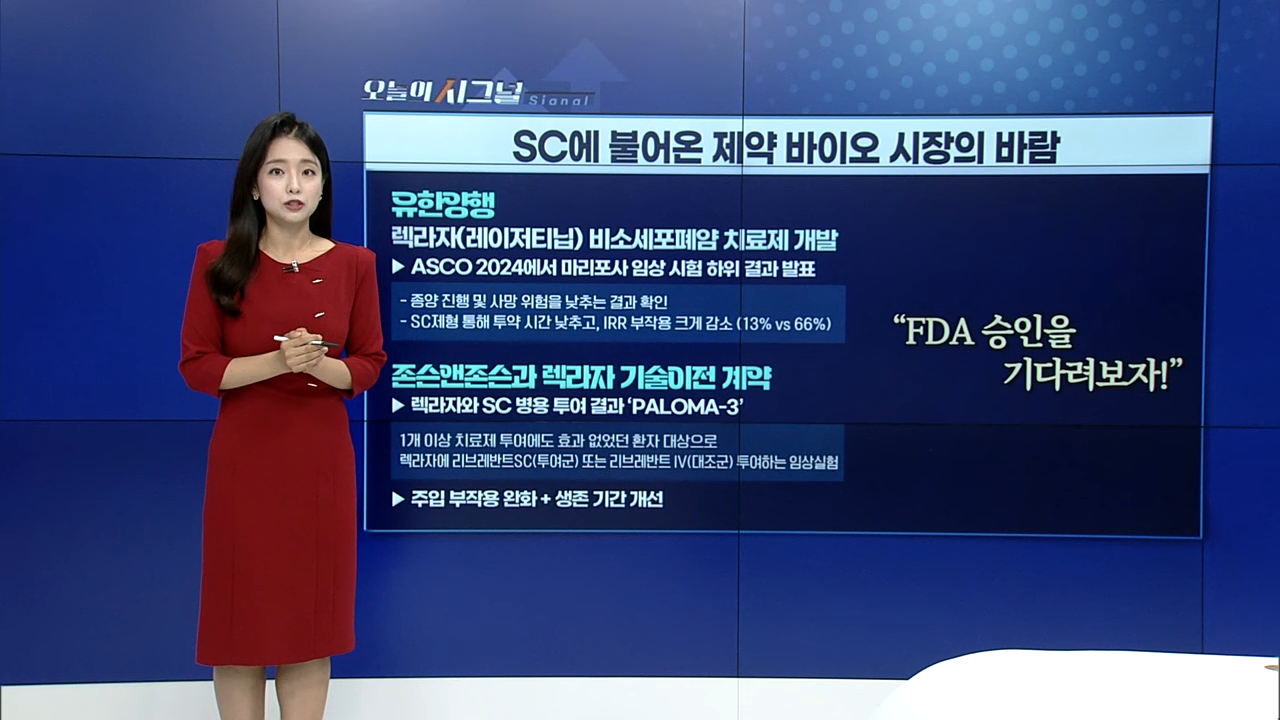 오늘의 시그널
Signal
SC에 불어온 제약 바이오 시장의 바람
유한양행
렉라자(레이저티닙) 비소세포폐암 치료제 개발
▶ ASCO 2024에서 마리포사 임상 시험 하위 결과 발표
- 종양 진행 및 사망 위험을 낮추는 결과 확인
- SC제형 통해 투약 시간 낮추고, IRR 부작용 크게 감소 (13% vs 66%)
“FDA 승인을
기다려보자!”
존슨앤존슨과 렉라자 기술이전 계약
▶ 렉라자와 SC 병용 투여 결과 ‘PALOMA-3’
1개 이상 치료제 투여에도 효과 없었던 환자 대상으로
렉라자에 리브레반트SC(투여군) 또는 리브레반트 IV(대조군) 투여하는 임상실험
▶ 주입 부작용 완화 + 생존 기간 개선